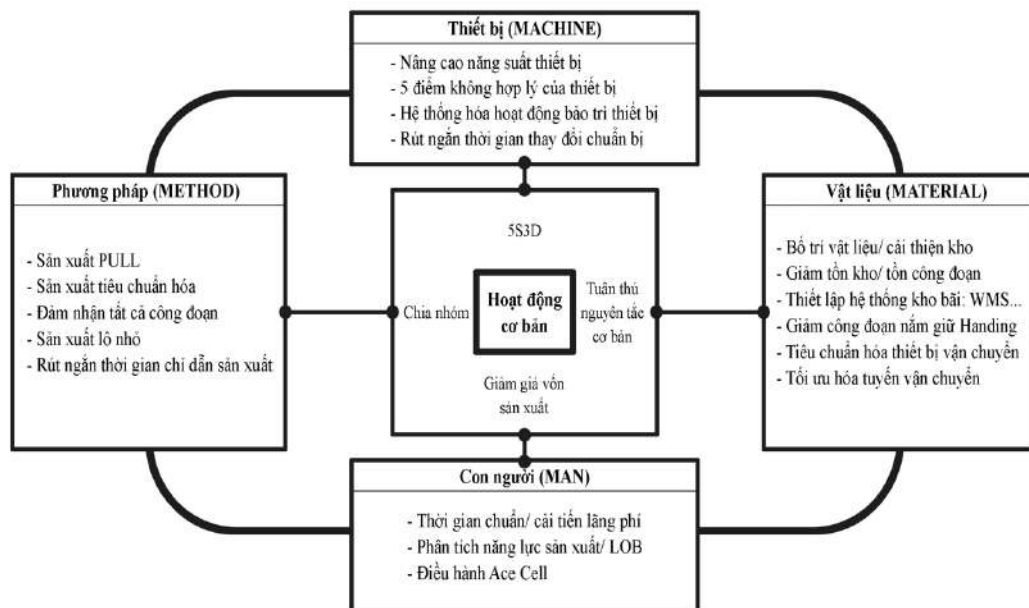 Thiết bị (MACHINE)
- Nâng cao năng suất thiết bị
- 5 điểm không hợp lý của thiết bị
- Hệ thống hóa hoạt động bảo trì thiết bị
- Rút ngắn thời gian thay đổi chuẩn bị
Phương pháp (METHOD)
- Sản xuất PULL
- Sản xuất tiêu chuẩn hóa
- Đảm nhận tất cả công đoạn
- Sản xuất lô nhỏ
- Rút ngắn thời gian chỉ dẫn sản xuất
5S3D
Chia nhóm
Hoạt động
cơ bản
Tuân thủ
nguyên tắc
cơ bản
Giảm giá vốn
sản xuất
Vật liệu (MATERIAL)
- Bố trí vật liệu/ cải thiện kho
- Giảm tồn kho/ tồn công đoạn
- Thiết lập hệ thống kho bãi: WMS...
- Giảm công đoạn nắm giữ Handing
- Tiêu chuẩn hóa thiết bị vận chuyển
- Tối ưu hóa tuyến vận chuyển
Con người (MAN)
- Thời gian chuẩn/ cải tiến lãng phí
- Phân tích năng lực sản xuất/ LOB
- Điều hành Ace Cell